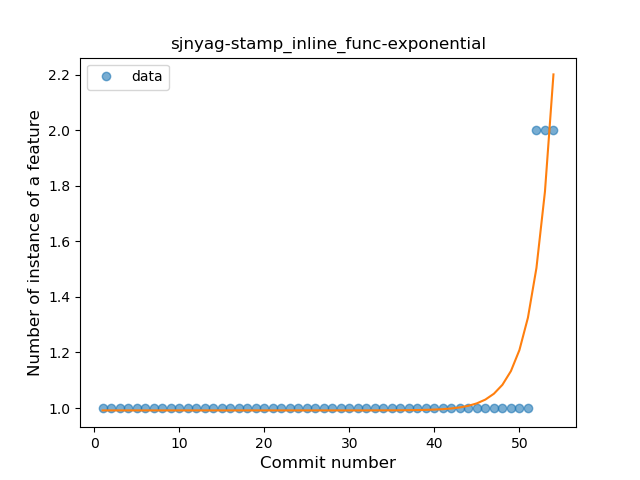 sjnyag-stamp_inline_func-exponential
data
Number of instance of a feature
2.2
2.0
1.8
1.6
1.4
1.2
1.0
0 10 20 30 40 50
Commit number